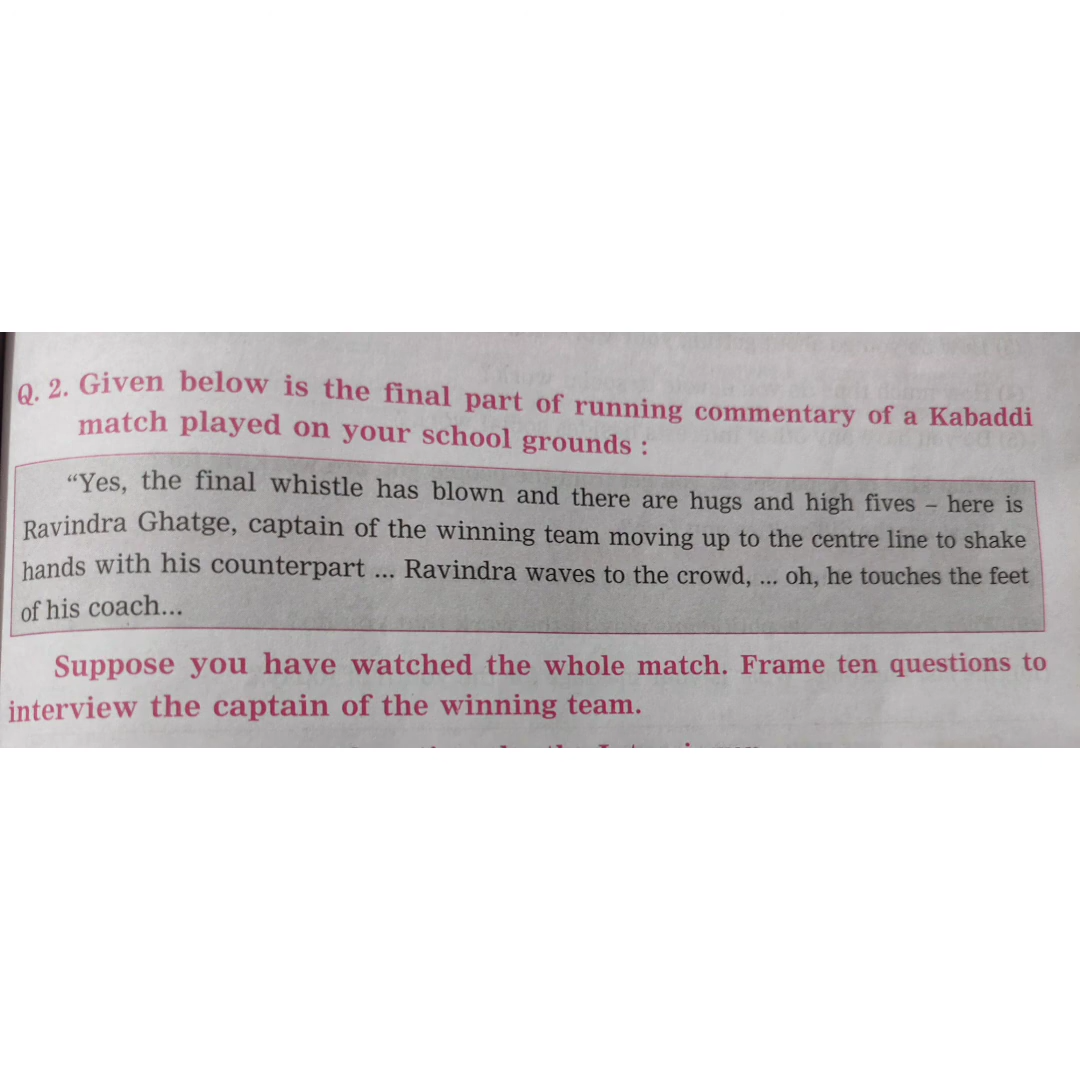 Q. 2. Given below is the final part of running commentary of a Kabaddi
match played on your school grounds :
“Yes, the final whistle has blown and there are hugs and high fives – here is
Ravindra Ghatge, captain of the winning team moving up to the centre line to shake
hands with his counterpart ... Ravindra waves to the crowd, ... oh, he touches the feet
of his coach...
Suppose you have watched the whole match. Frame ten questions to
interview the captain of the winning team.